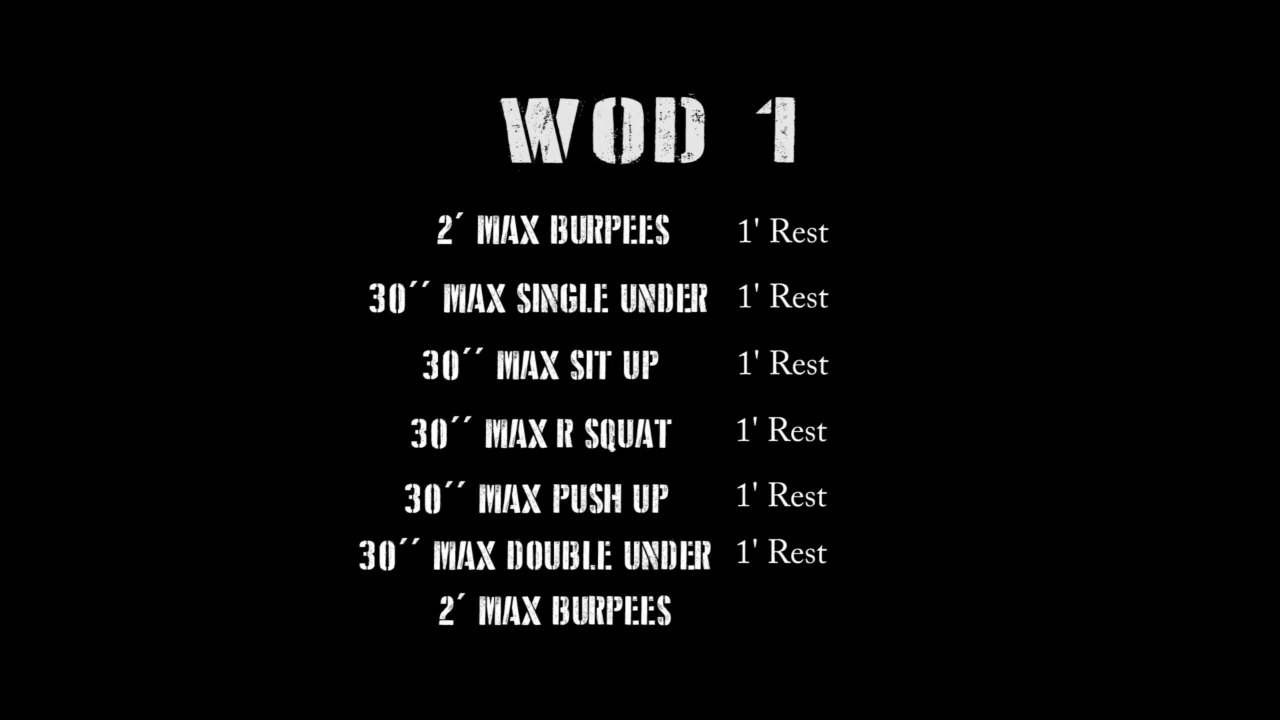 WOD 1
2´ MAX BURPEES 1' Rest
30´´ MAX SINGLE UNDER 1' Rest
30´´ MAX SIT UP 1' Rest
30´´ MAX R SQUAT 1' Rest
30´´ MAX PUSH UP 1' Rest
30´´ MAX DOUBLE UNDER 1' Rest
2´ MAX BURPEES